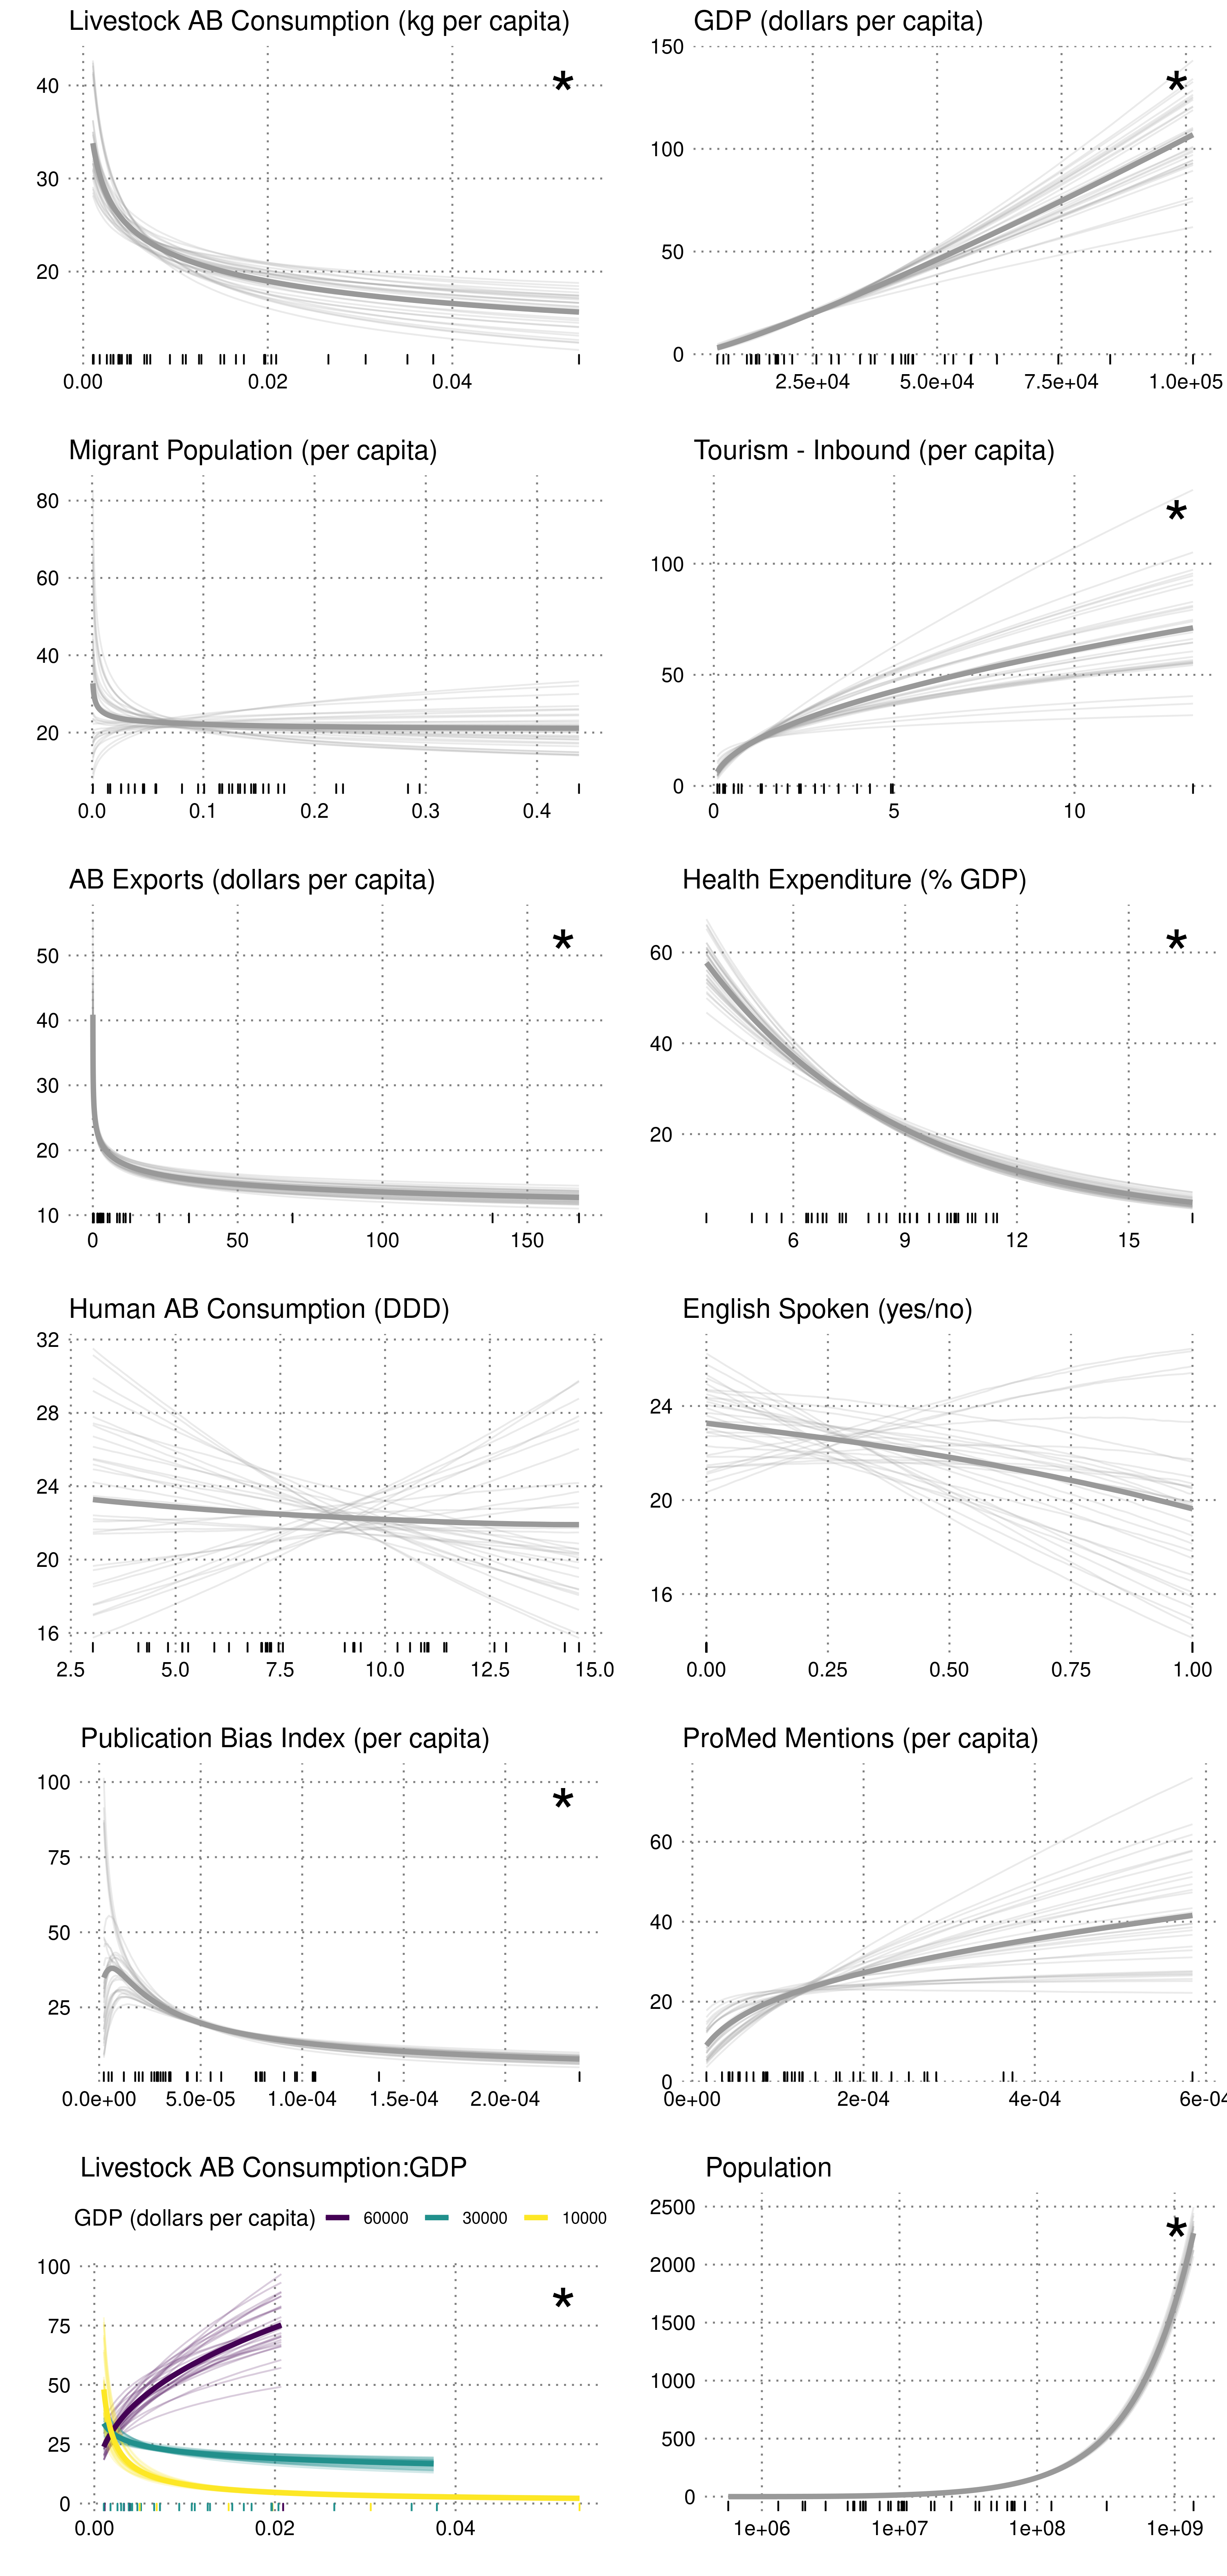 Livestock AB Consumption (kg per capita)
GDP (dollars per capita)
40
30
20
0.00 0.02 0.04
*
150
100
50
0
2.5e+04 5.0e+04 7.5e+04 1.0e+05
*
Migrant Population (per capita)
Tourism - Inbound (per capita)
80
60
40
20
0.0 0.1 0.2 0.3 0.4
100
50
0
0 5 10
*
AB Exports (dollars per capita)
Health Expenditure (% GDP)
50
40
30
20
10
0 50 100 150
*
60
40
20
6 9 12 15
*
Human AB Consumption (DDD)
English Spoken (yes/no)
32
28
24
20
16
2.5 5.0 7.5 10.0 12.5 15.0
24
20
16
0.00 0.25 0.50 0.75 1.00
Publication Bias Index (per capita)
ProMed Mentions (per capita)
100
75
50
25
0.0e+00 5.0e-05 1.0e-04 1.5e-04 2.0e-04
*
60
40
20
0
0e+00 2e-04 4e-04 6e-04
Livestock AB Consumption:GDP
Population
GDP (dollars per capita) 60000 30000 10000
100
75
50
25
0
0.00 0.02 0.04
*
2500
2000
1500
1000
500
0
1e+06 1e+07 1e+08 1e+09
*